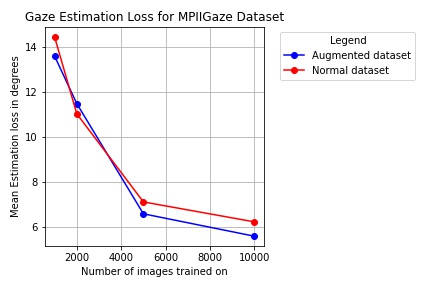 Gaze Estimation Loss for MPIIGaze Dataset
Legend
Augmented dataset
Normal dataset
Mean Estimation loss in degrees
14
12
10
8
6
2000 4000 6000 8000 10000
Number of images trained on